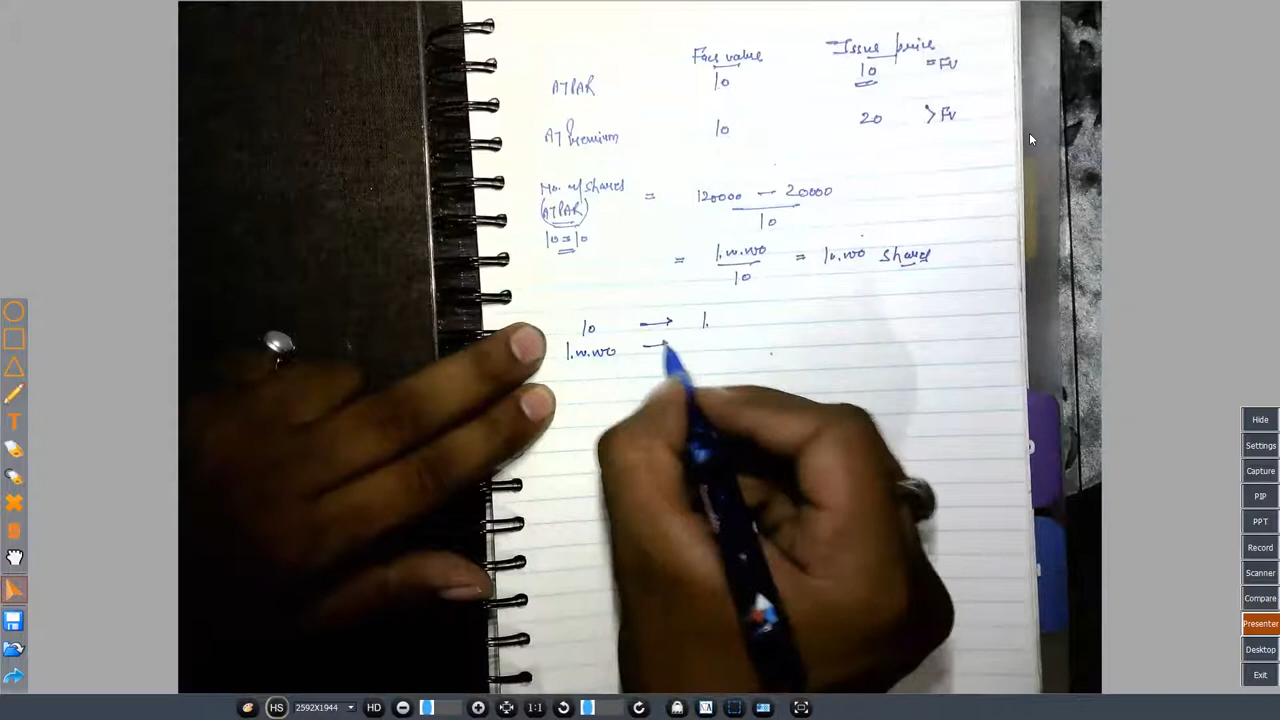 Face value Issue price
AT PAR 10 10 = Fv
AT Premium 10 20 > Fv
No. of shares = 120000 - 20000
(AT PAR) 10
10 = 10
= 1.00.000 = 10.000 shares
10
10 → 1.
1.00.000 →
Hide
Settings
Capture
PIP
PPT
Record
Scanner
Compare
Presenter
Desktop
Exit
T
HS 2592X1944 HD 1:1